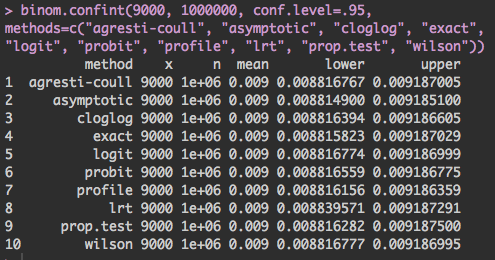 > binom.confint(9000, 1000000, conf.level=.95,
methods=c("agresti-coull", "asymptotic", "cloglog", "exact",
"logit", "probit", "profile", "lrt", "prop.test", "wilson"))
method x n mean lower upper
1 agresti-coull 9000 1e+06 0.009 0.008816767 0.009187005
2 asymptotic 9000 1e+06 0.009 0.008814900 0.009185100
3 cloglog 9000 1e+06 0.009 0.008816394 0.009186605
4 exact 9000 1e+06 0.009 0.008815823 0.009187029
5 logit 9000 1e+06 0.009 0.008816774 0.009186999
6 probit 9000 1e+06 0.009 0.008816559 0.009186775
7 profile 9000 1e+06 0.009 0.008816156 0.009186359
8 lrt 9000 1e+06 0.009 0.008839571 0.009187291
9 prop.test 9000 1e+06 0.009 0.008816282 0.009187500
10 wilson 9000 1e+06 0.009 0.008816777 0.009186995